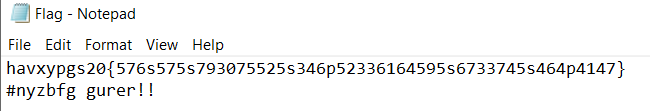 Flag - Notepad
File Edit Format View Help
havxypgs20{576s575s793075525s346p52336164595s6733745s464p4147}
#nyzbfg gurer!!